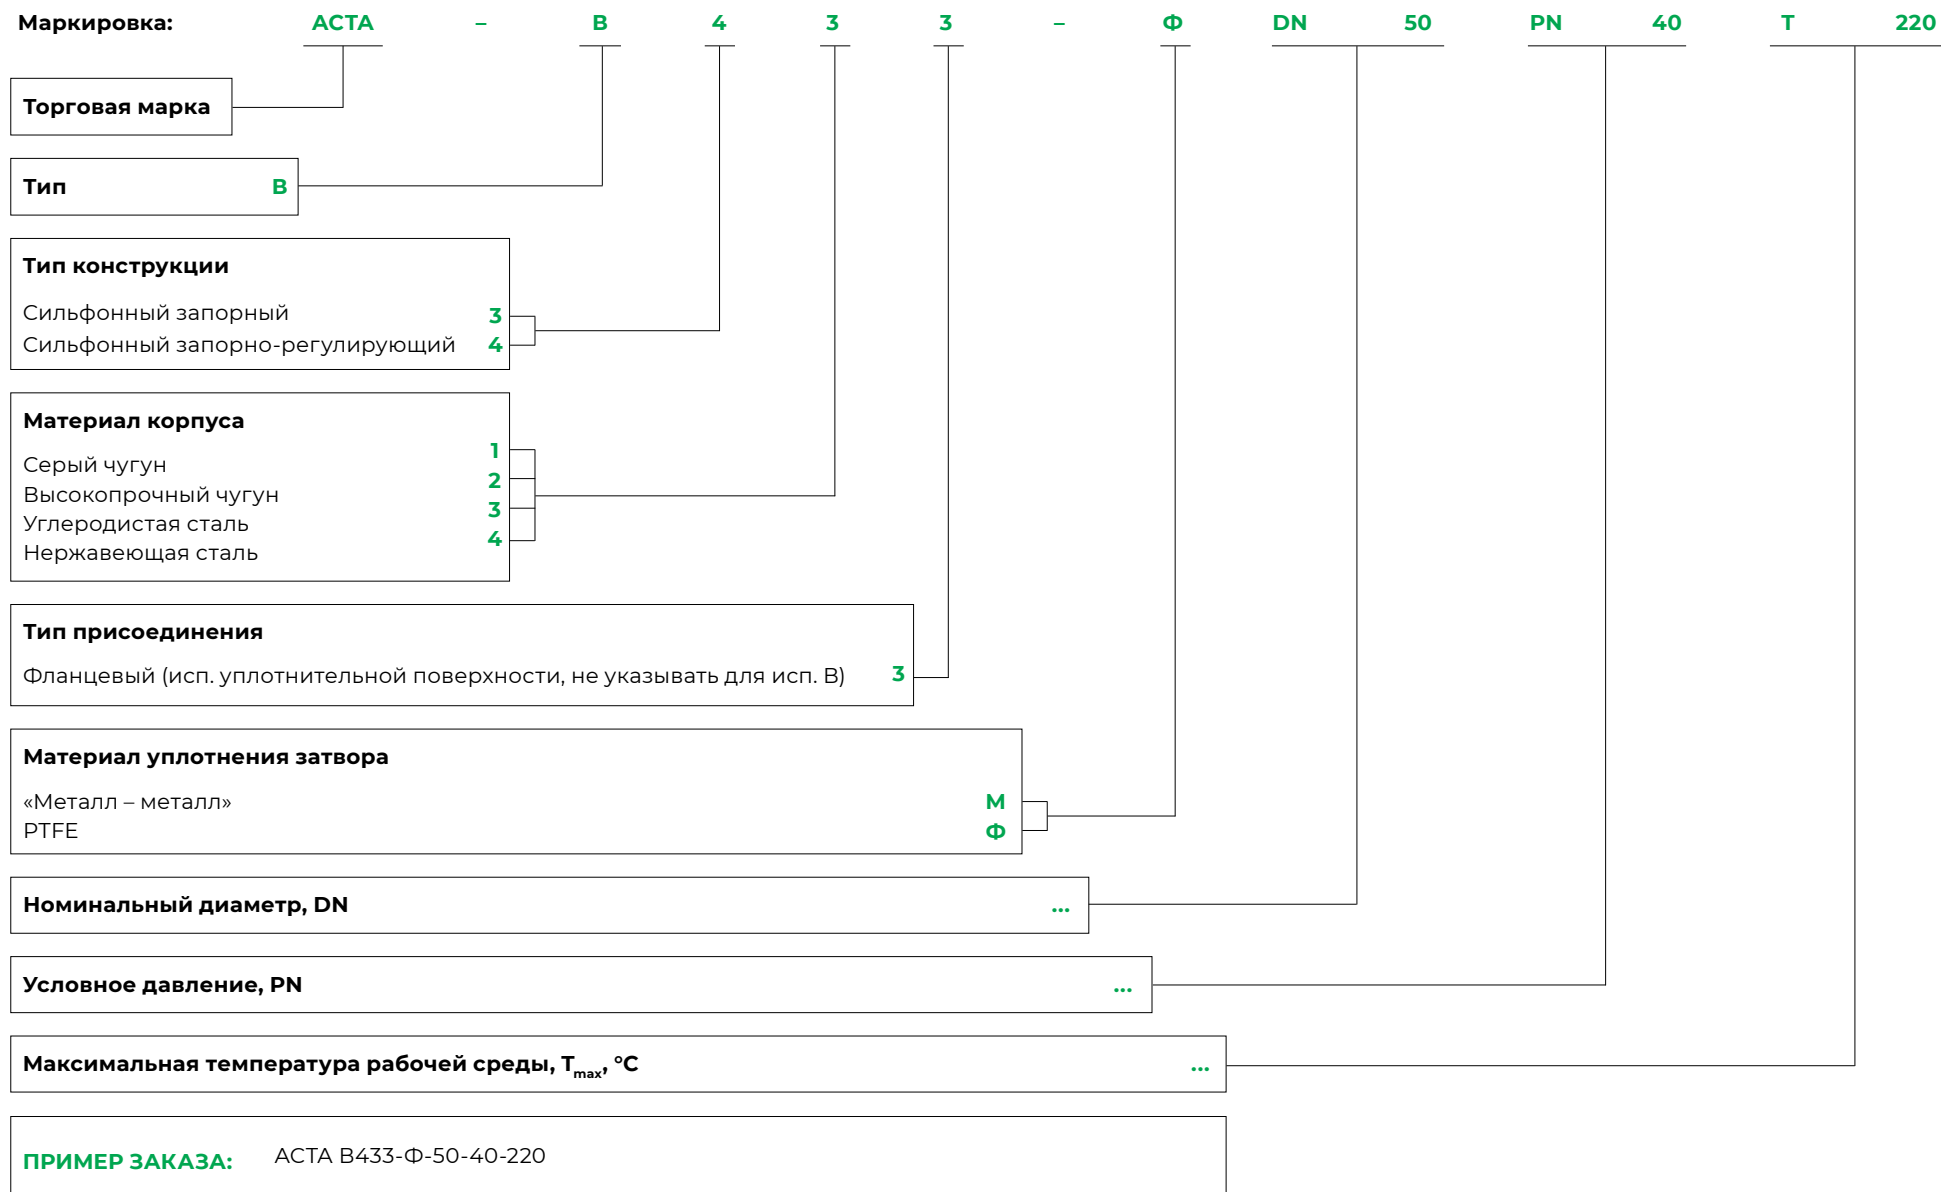 Маркировка: АСТА – В 4 3 3 – Ф DN 50 PN 40 Т 220
Торговая марка
Тип В
Тип конструкции
Сильфонный запорный 3
Сильфонный запорно-регулирующий 4
Материал корпуса
Серый чугун 1
Высокопрочный чугун 2
Углеродистая сталь 3
Нержавеющая сталь 4
Тип присоединения
Фланцевый (исп. уплотнительной поверхности, не указывать для исп. В) 3
Материал уплотнения затвора
«Металл – металл» М
PTFE Ф
Номинальный диаметр, DN ...
Условное давление, PN ...
Максимальная температура рабочей среды, Tmax, °С ...
ПРИМЕР ЗАКАЗА: АСТА В433-Ф-50-40-220